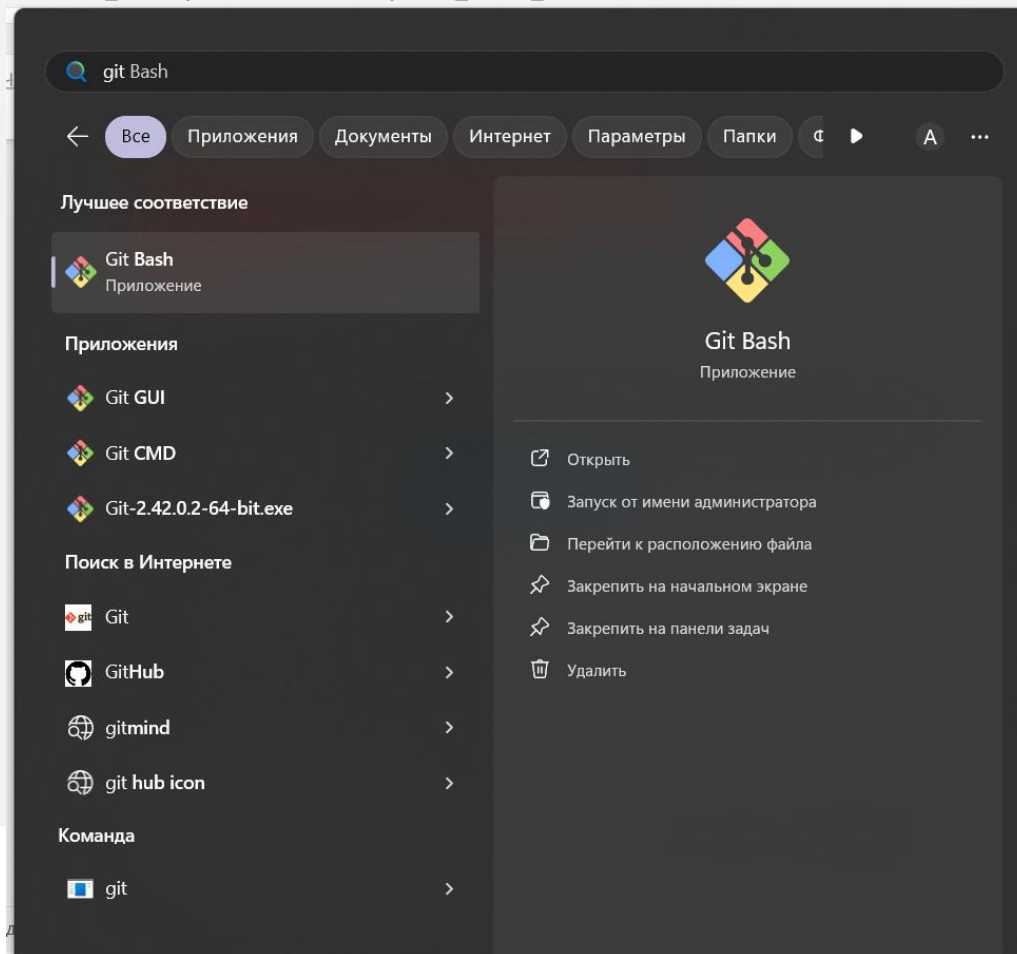 git Bash
Все Приложения Документы Интернет Параметры Папки A ...
Лучшее соответствие
Git Bash
Приложение
Приложения
Git GUI
Git CMD
Git-2.42.0.2-64-bit.exe
Поиск в Интернете
git Git
GitHub
gitmind
git hub icon
Команда
git
Git Bash
Приложение
Открыть
Запуск от имени администратора
Перейти к расположению файла
Закрепить на начальном экране
Закрепить на панели задач
Удалить